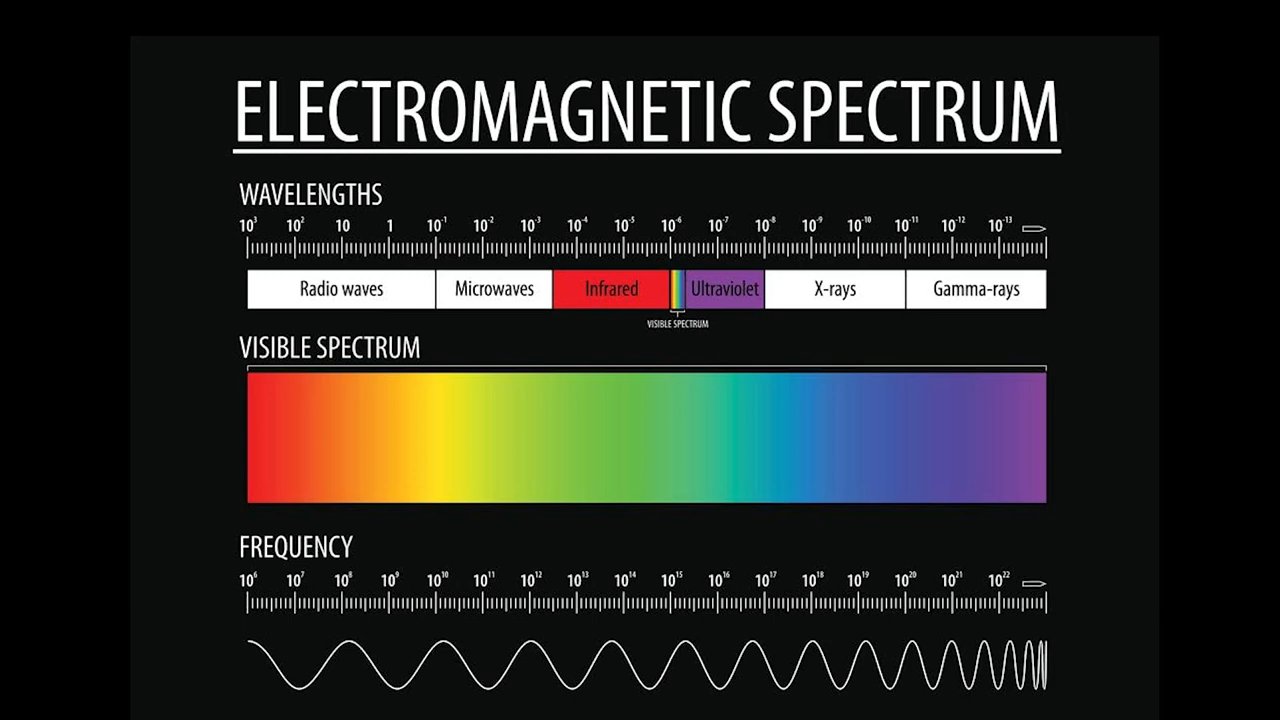 ELECTROMAGNETIC SPECTRUM
WAVELENGTHS
10³ 10² 10 1 10⁻¹ 10⁻² 10⁻³ 10⁻⁴ 10⁻⁵ 10⁻⁶ 10⁻⁷ 10⁻⁸ 10⁻⁹ 10⁻¹⁰ 10⁻¹¹ 10⁻¹² 10⁻¹³
Radio waves Microwaves Infrared Ultraviolet X-rays Gamma-rays
VISIBLE SPECTRUM
VISIBLE SPECTRUM
FREQUENCY
10⁶ 10⁷ 10⁸ 10⁹ 10¹⁰ 10¹¹ 10¹² 10¹³ 10¹⁴ 10¹⁵ 10¹⁶ 10¹⁷ 10¹⁸ 10¹⁹ 10²⁰ 10²¹ 10²²